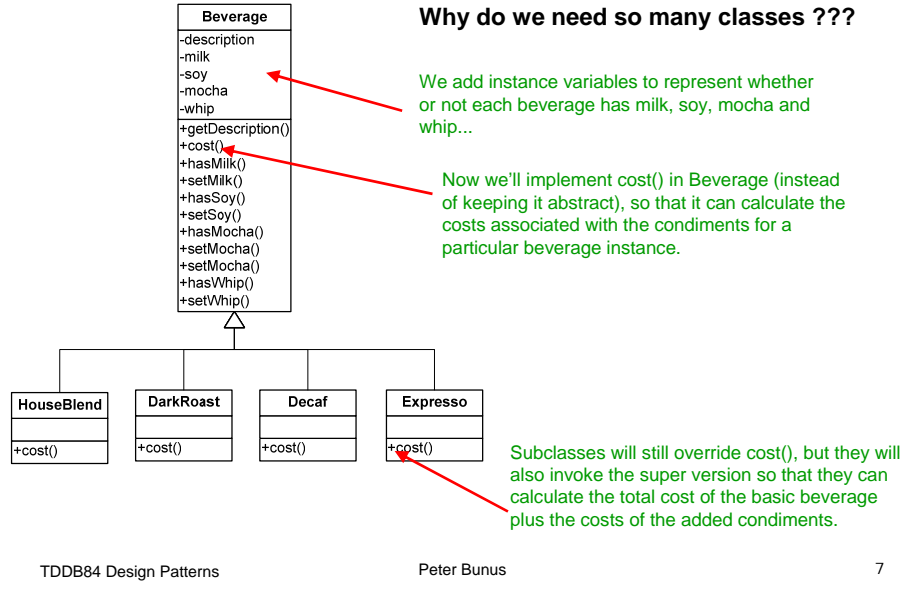 Beverage
-description
-milk
-soy
-mocha
-whip
+getDescription()
+cost()
+hasMilk()
+setMilk()
+hasSoy()
+setSoy()
+hasMocha()
+setMocha()
+setMocha()
+hasWhip()
+setWhip()
Why do we need so many classes ???
We add instance variables to represent whether
or not each beverage has milk, soy, mocha and
whip...
Now we'll implement cost() in Beverage (instead
of keeping it abstract), so that it can calculate the
costs associated with the condiments for a
particular beverage instance.
HouseBlend
+cost()
DarkRoast
+cost()
Decaf
+cost()
Expresso
+cost()
Subclasses will still override cost(), but they will
also invoke the super version so that they can
calculate the total cost of the basic beverage
plus the costs of the added condiments.
TDDB84 Design Patterns
Peter Bunus
7